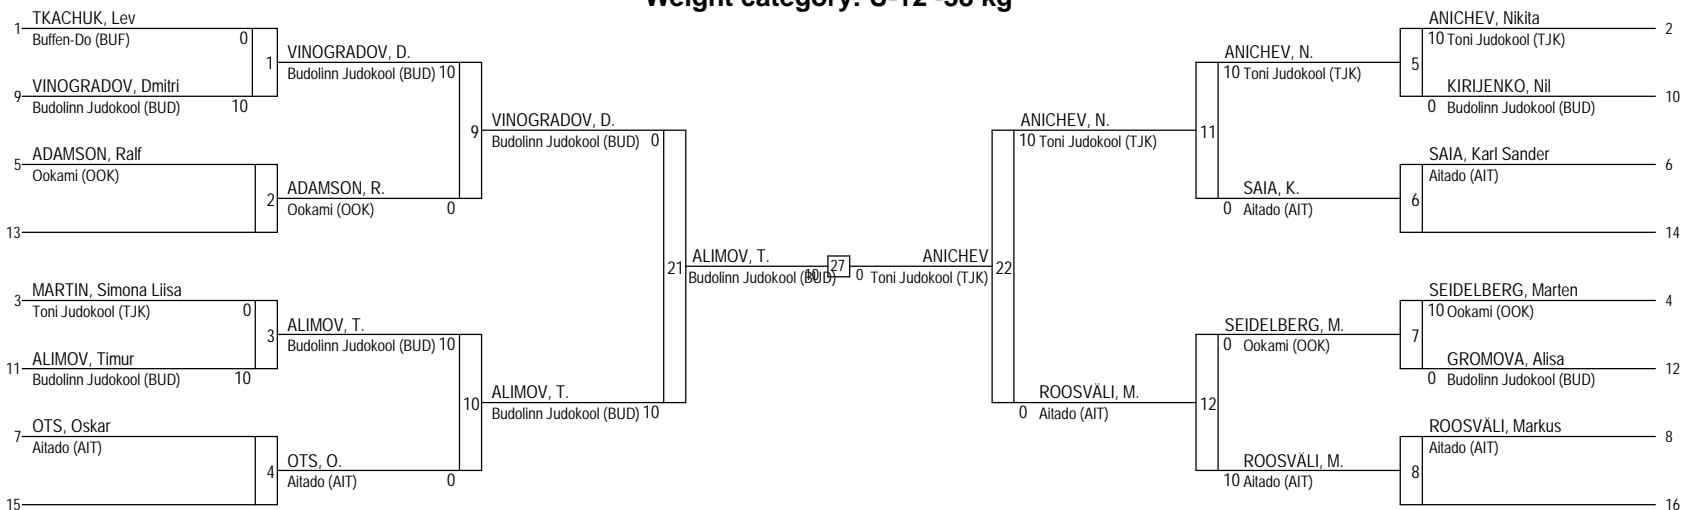 Weight category: U-12 -38 kg
TKACHUK, Lev
1
Buffen-Do (BUF) 0
1
VINOGRADOV, D.
Budolinn Judokool (BUD) 10
VINOGRADOV, Dmitri
9
Budolinn Judokool (BUD) 10
9
VINOGRADOV, D.
Budolinn Judokool (BUD) 0
ADAMSON, Ralf
5
Ookami (OOK)
2
ADAMSON, R.
Ookami (OOK) 0
13
21
ALIMOV, T.
Budolinn Judokool (BUD) 10
MARTIN, Simona Liisa
3
Toni Judokool (TJK) 0
3
ALIMOV, T.
Budolinn Judokool (BUD) 10
ALIMOV, Timur
11
Budolinn Judokool (BUD) 10
10
ALIMOV, T.
Budolinn Judokool (BUD) 10
OTS, Oskar
7
Aitado (AIT)
4
OTS, O.
Aitado (AIT) 0
15
27
ANICHEV
0 Toni Judokool (TJK)
22
ANICHEV, N.
10 Toni Judokool (TJK)
11
ANICHEV, N.
10 Toni Judokool (TJK)
5
ANICHEV, Nikita
2
10 Toni Judokool (TJK)
KIRIJENKO, Nil
10
0 Budolinn Judokool (BUD)
SAIA, K.
0 Aitado (AIT)
6
SAIA, Karl Sander
6
Aitado (AIT)
14
ROOSVÄLI, M.
0 Aitado (AIT)
12
SEIDELBERG, M.
0 Ookami (OOK)
7
SEIDELBERG, Marten
4
10 Ookami (OOK)
GROMOVA, Alisa
12
0 Budolinn Judokool (BUD)
ROOSVÄLI, M.
10 Aitado (AIT)
8
ROOSVÄLI, Markus
8
Aitado (AIT)
16